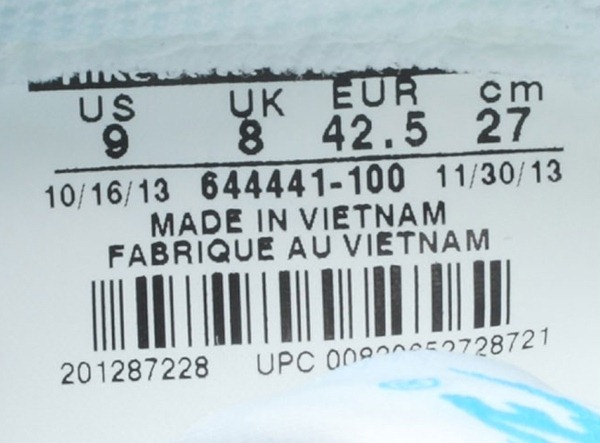 US UK EUR cm
9 8 42.5 27
10/16/13 644441-100 11/30/13
MADE IN VIETNAM
FABRIQUE AU VIETNAM
201287228 UPC